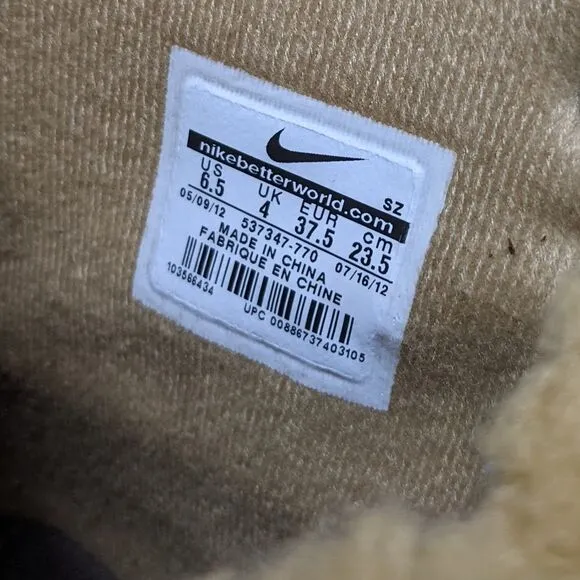 nikebetterworld.com
SZ
US UK EUR cm
6.5 4 37.5 23.5
05/09/12 537347-770 07/16/12
MADE IN CHINA
FABRIQUE EN CHINE
103566434
UPC 00886737403105